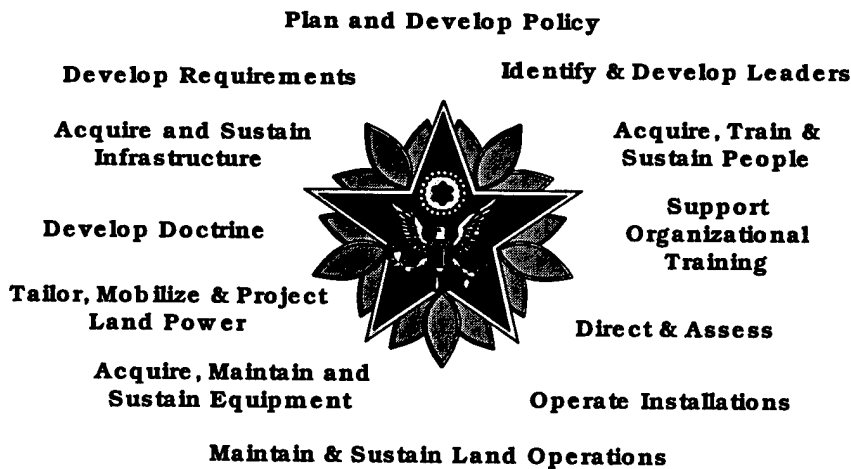 Plan and Develop Policy
Develop Requirements
Identify & Develop Leaders
Acquire and Sustain
Infrastructure
Acquire, Train &
Sustain People
Develop Doctrine
Support
Organizational
Training
Tailor, Mobilize & Project
Land Power
Direct & Assess
Acquire, Maintain and
Sustain Equipment
Operate Installations
Maintain & Sustain Land Operations